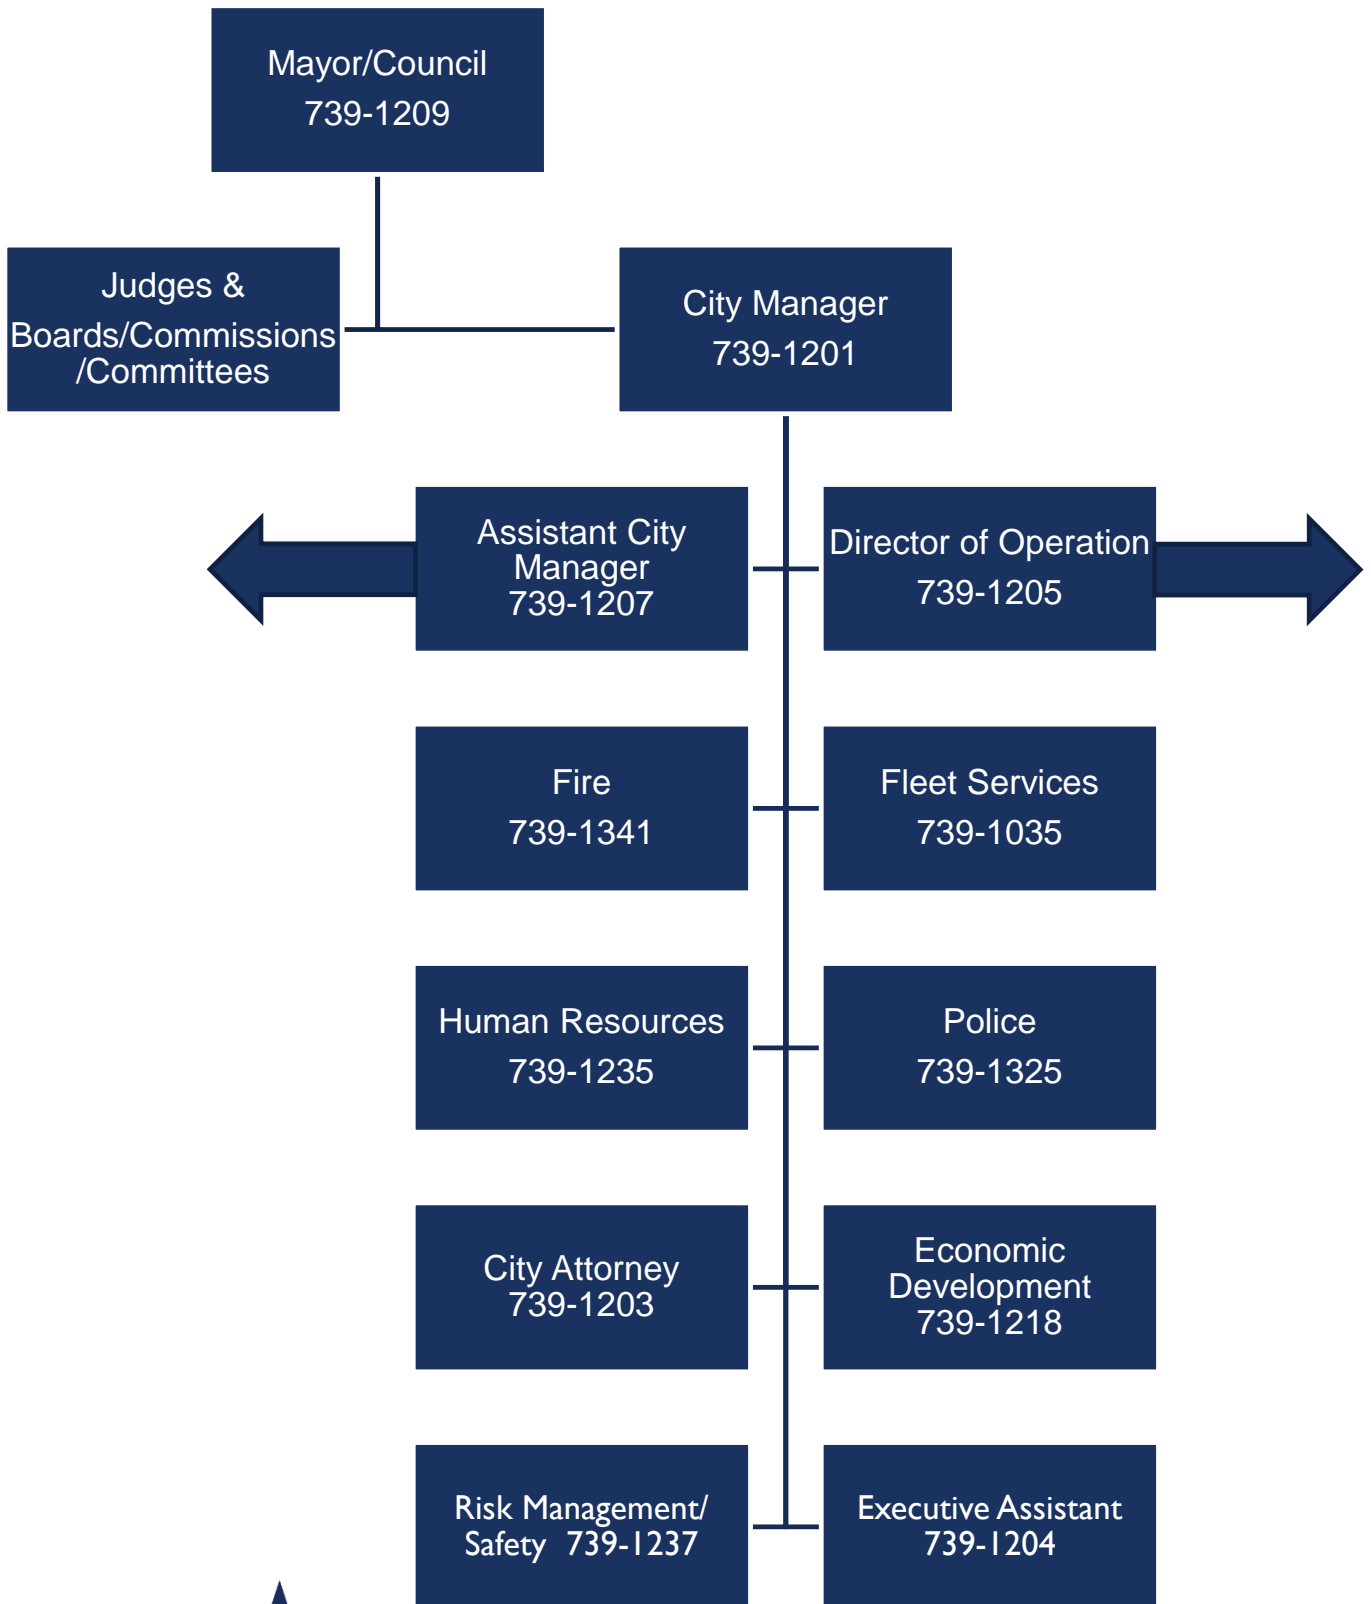 Mayor/Council
739-1209
Judges &
Boards/Commissions
/Committees
City Manager
739-1201
Assistant City
Manager
739-1207
Director of Operation
739-1205
Fire
739-1341
Fleet Services
739-1035
Human Resources
739-1235
Police
739-1325
City Attorney
739-1203
Economic
Development
739-1218
Risk Management/
Safety 739-1237
Executive Assistant
739-1204